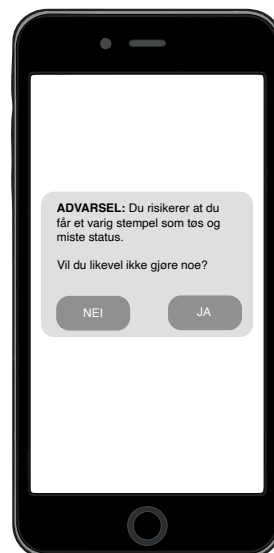 ADVARSEL: Du risikerer at du
får et varig stempel som tøs og
miste status.
Vil du likevel ikke gjøre noe?
NEI
JA